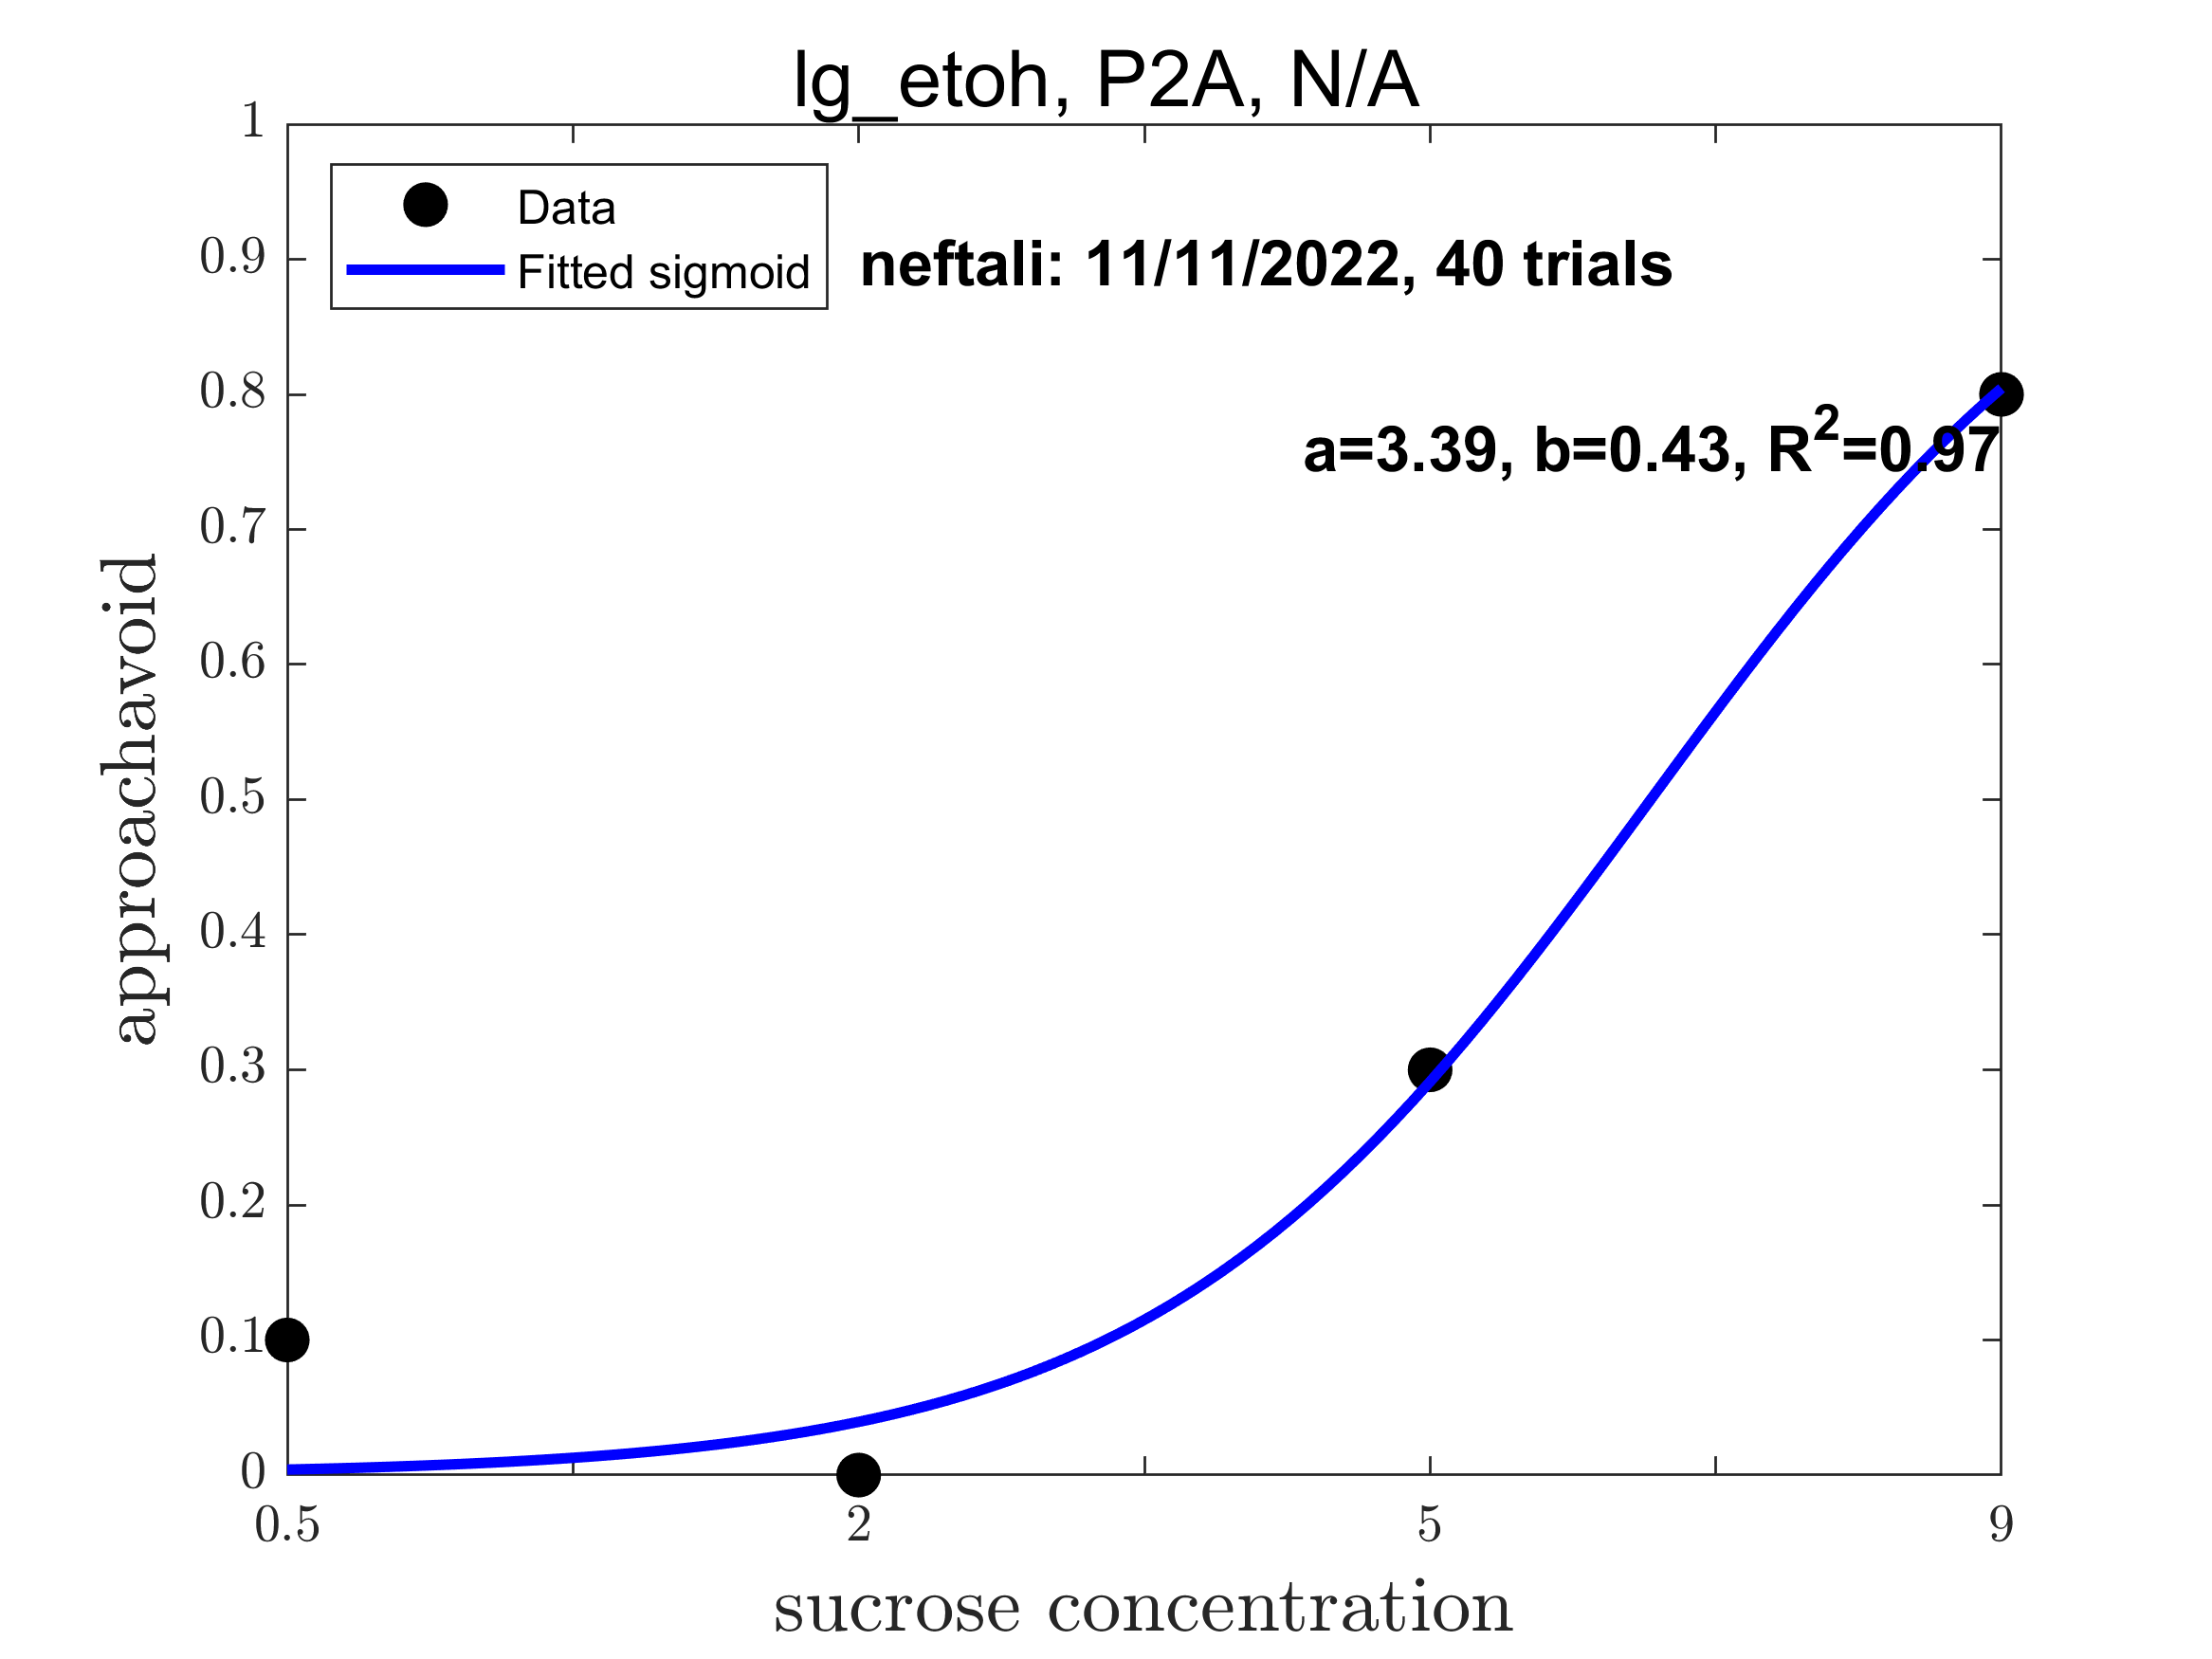 lg_etoh, P2A, N/A
1
0.9
0.8
0.7
0.6
0.5
0.4
0.3
0.2
0.1
0
approachavoid
Data
Fitted sigmoid
neftali: 11/11/2022, 40 trials
a=3.39, b=0.43, R²=0.97
0.5 2 5 9
sucrose concentration